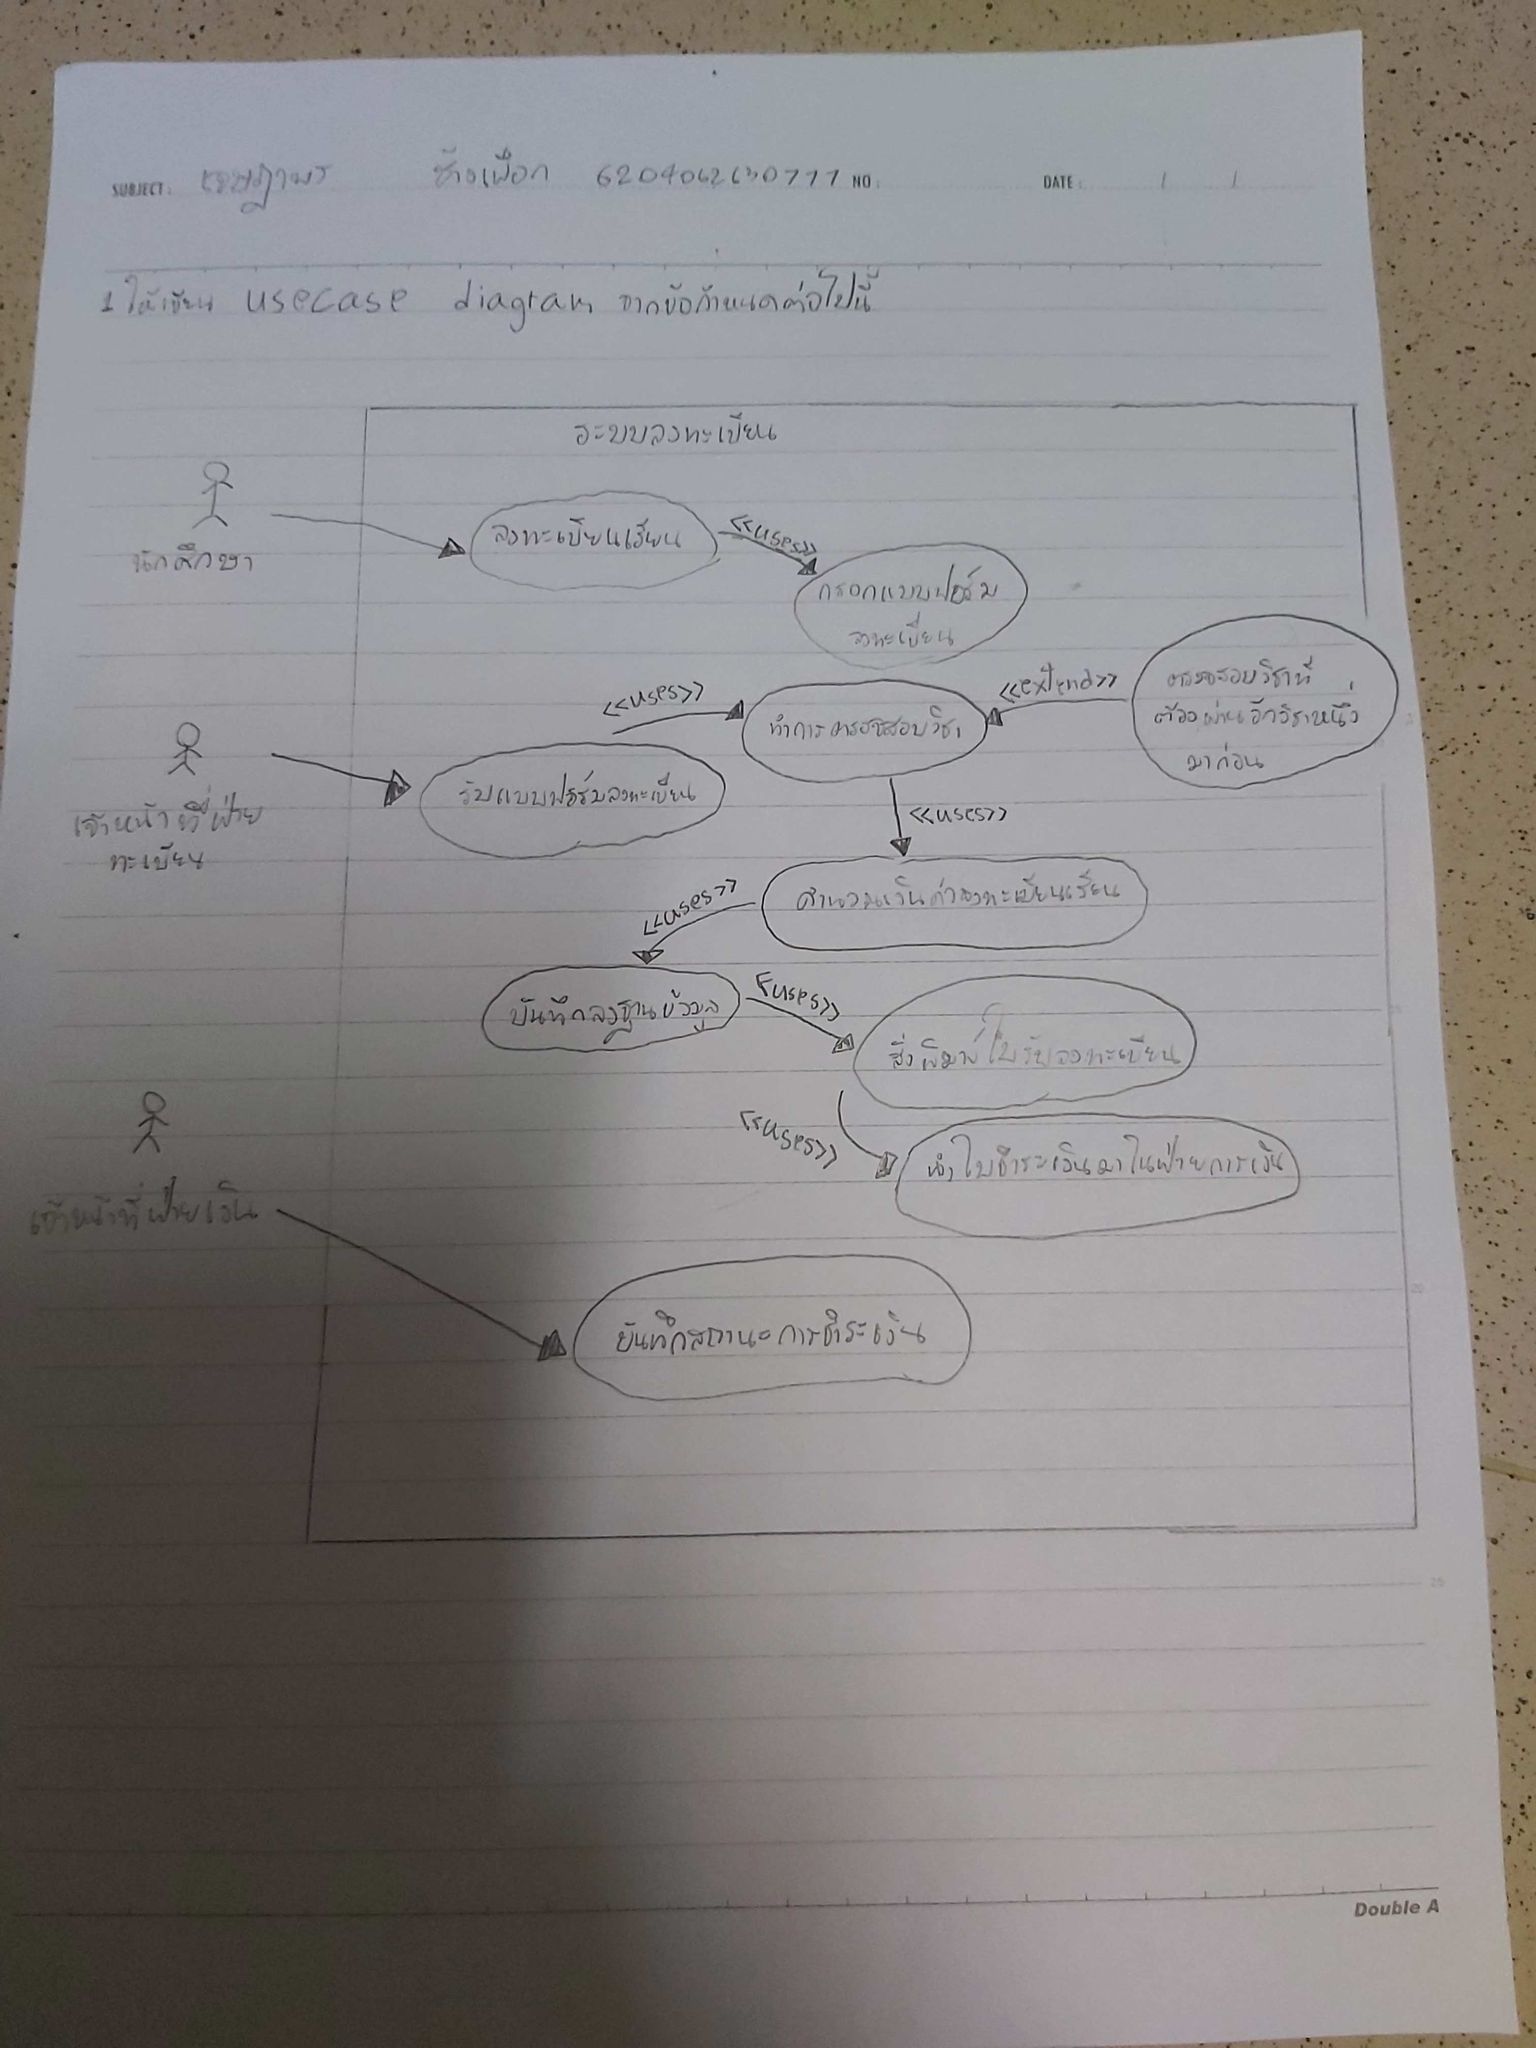 SUBJECT: ช้างเผือก NO: DATE: / /
1 ให้เขียน usecase diagram จากข้อกำหนดต่อไปนี้
ระบบลงทะเบียน
นักศึกษา
ลงทะเบียนเรียน
<<uses>>
กรอกแบบฟอร์ม
ลงทะเบียน
<<uses>>
ทำการตรวจสอบวิชา
<<extend>>
ตรวจสอบวิชาที่
ต้องผ่านอีกวิชาหนึ่ง
มาก่อน
เจ้าหน้าที่ฝ่าย
ทะเบียน
รับแบบฟอร์มลงทะเบียน
<<uses>>
คำนวณเงินค่าลงทะเบียนเรียน
<<uses>>
บันทึกลงฐานข้อมูล
<uses>>
สั่งพิมพ์ใบรับลงทะเบียน
<<uses>>
นำใบชำระเงินมาในฝ่ายการเงิน
เจ้าหน้าที่ฝ่ายเงิน
บันทึกสถานะการชำระเงิน
Double A